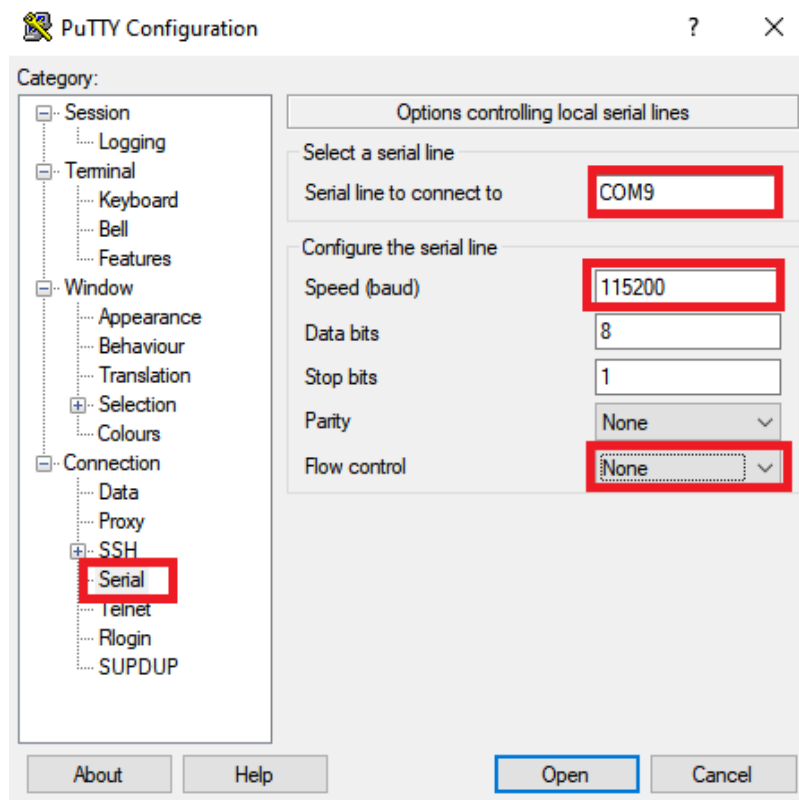 PuTTY Configuration
?
Category:
Session
Logging
Terminal
Keyboard
Bell
Features
Window
Appearance
Behaviour
Translation
Selection
Colours
Connection
Data
Proxy
SSH
Serial
Telnet
Rlogin
SUPDUP
Options controlling local serial lines
Select a serial line
Serial line to connect to COM9
Configure the serial line
Speed (baud) 115200
Data bits 8
Stop bits 1
Parity None
Flow control None
About Help Open Cancel